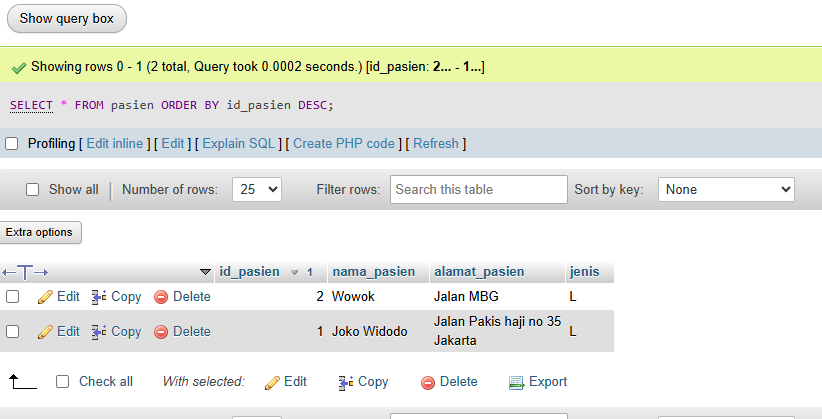 Show query box
Showing rows 0 - 1 (2 total, Query took 0.0002 seconds.) [id_pasien: 2... - 1...]
SELECT * FROM pasien ORDER BY id_pasien DESC;
Profiling [ Edit inline ] [ Edit ] [ Explain SQL ] [ Create PHP code ] [ Refresh ]
Show all Number of rows: 25 Filter rows: Search this table Sort by key: None
Extra options
id_pasien 1 nama_pasien alamat_pasien jenis
Edit Copy Delete 2 Wowok Jalan MBG L
Edit Copy Delete 1 Joko Widodo Jalan Pakis haji no 35 L
Jakarta
Check all With selected: Edit Copy Delete Export